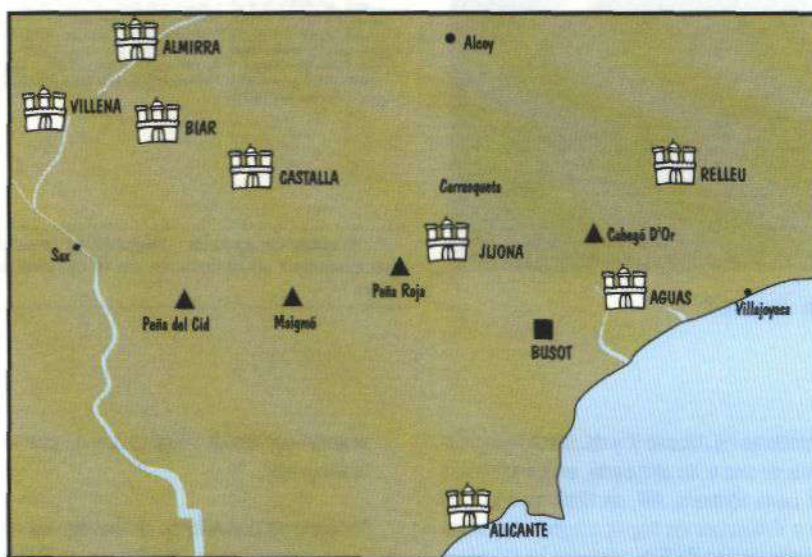 ALMIRRA
Alcoy
VILLENA
BIAR
CASTALLA
RELLEU
Carrasqueta
Cabeçó D'Or
JIJONA
Sax
Peña Roja
AGUAS
Peña del Cid
Maigmó
Villajoyosa
BUSOT
ALICANTE